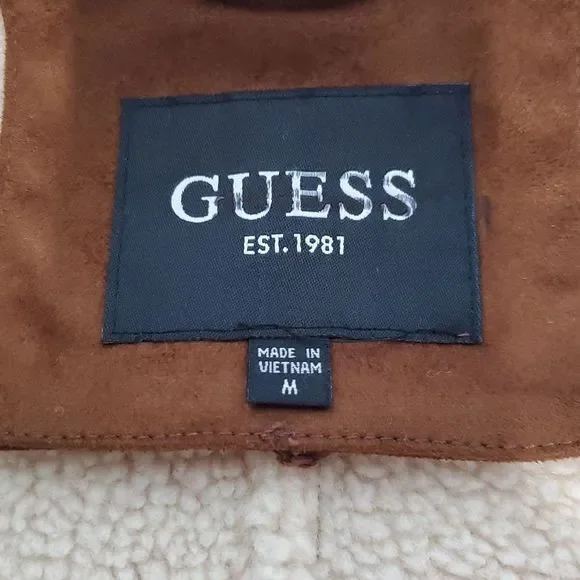 GUESS
EST. 1981
MADE IN
VIETNAM
M